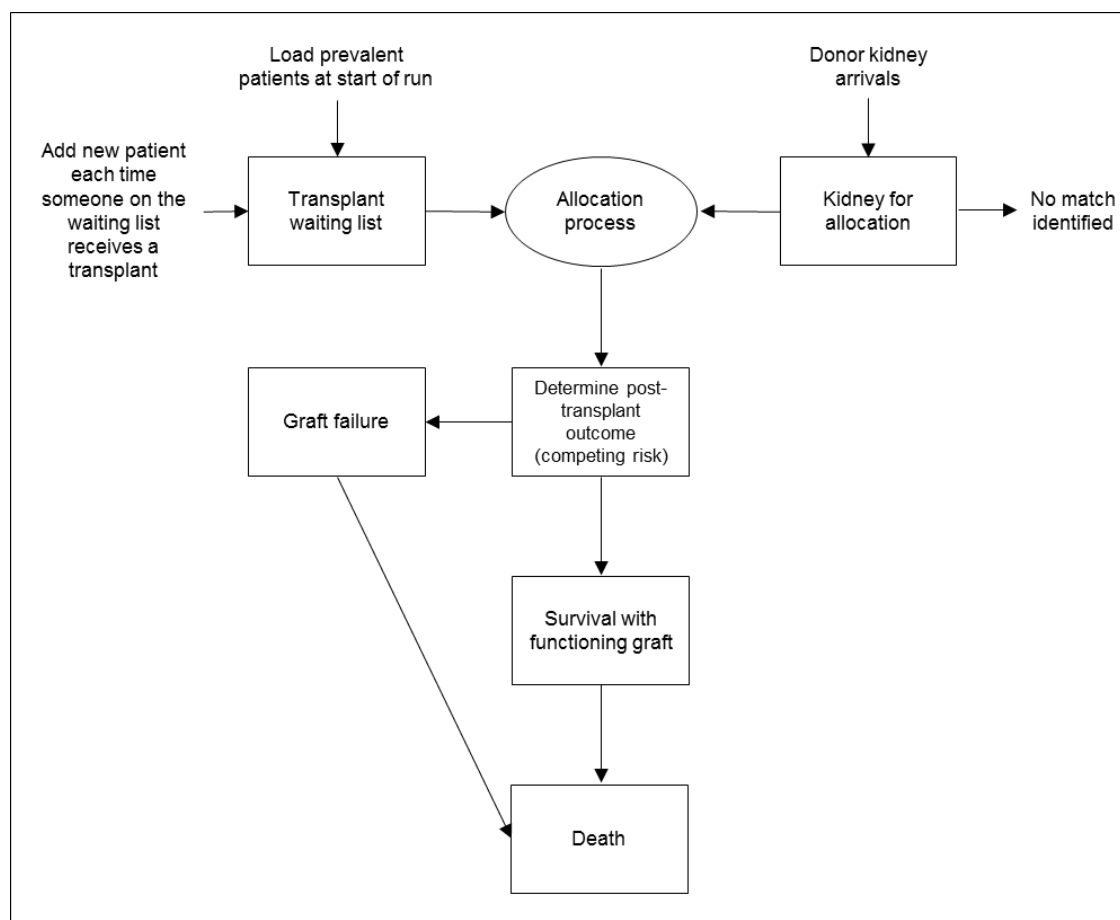 Load prevalent
patients at start of run
Donor kidney
arrivals
Add new patient
each time
someone on the
waiting list
receives a
transplant
Transplant
waiting list
Allocation
process
Kidney for
allocation
No match
identified
Graft failure
Determine post-
transplant
outcome
(competing risk)
Survival with
functioning graft
Death